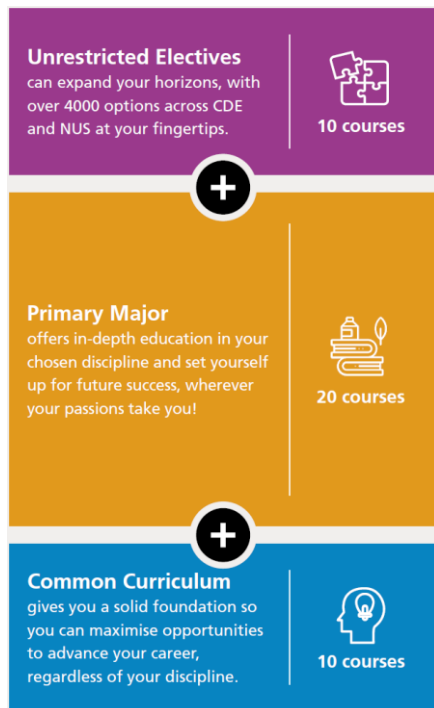 Unrestricted Electives
can expand your horizons, with
over 4000 options across CDE
and NUS at your fingertips.
10 courses
+
Primary Major
offers in-depth education in your
chosen discipline and set yourself
up for future success, wherever
your passions take you!
20 courses
+
Common Curriculum
gives you a solid foundation so
you can maximise opportunities
to advance your career,
regardless of your discipline.
10 courses